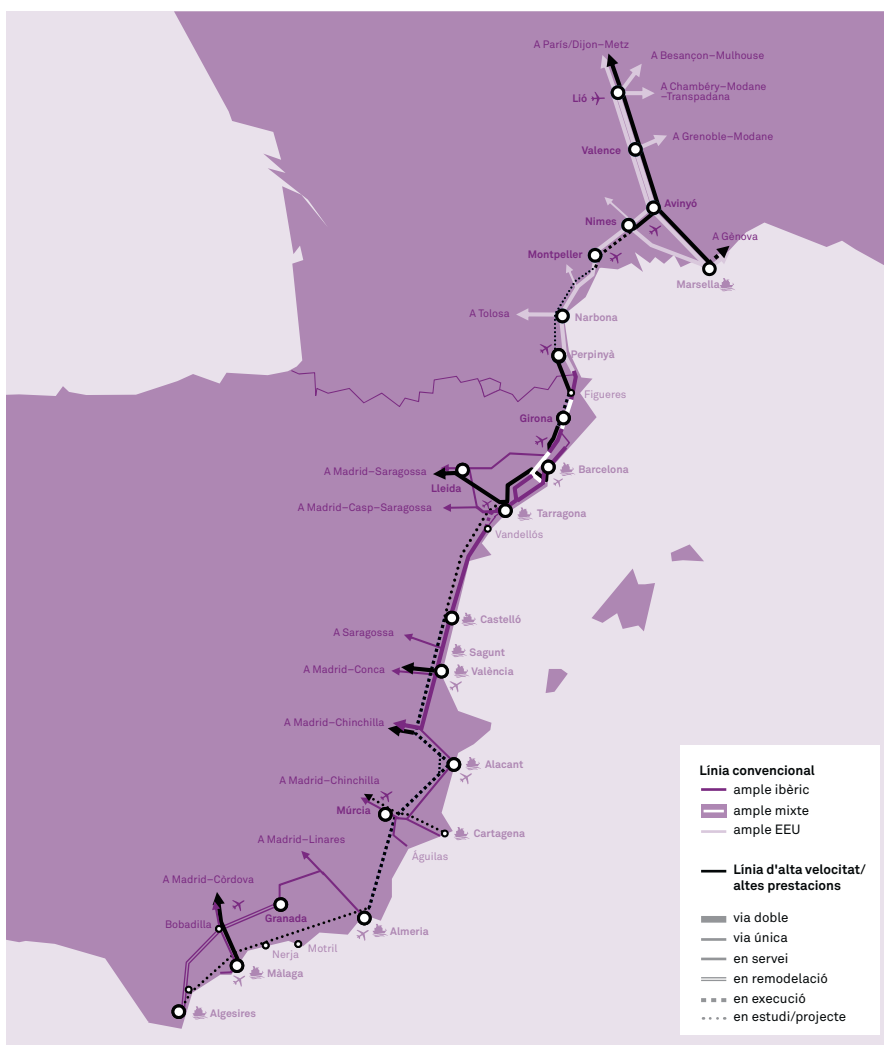 A París/Dijon–Metz
A Besançon–Mulhouse
A Chambéry–Modane
–Transpadana
Lió
A Grenoble–Modane
Valence
Avinyó
Nimes
A Gènova
Montpeller
Marsella
A Tolosa
Narbona
Perpinyà
Figueres
Girona
Barcelona
A Madrid–Saragossa
Lleida
A Madrid–Casp–Saragossa
Tarragona
Vandellós
Castelló
A Saragossa
Sagunt
A Madrid–Conca
València
A Madrid–Chinchilla
Alacant
A Madrid–Chinchilla
Múrcia
Cartagena
A Madrid–Linares
Águilas
A Madrid–Còrdova
Granada
Bobadilla
Almeria
Motril
Nerja
Màlaga
Algesires
Línia convencional
ample ibèric
ample mixte
ample EEU
Línia d'alta velocitat/
altes prestacions
via doble
via única
en servei
en remodelació
en execució
en estudi/projecte